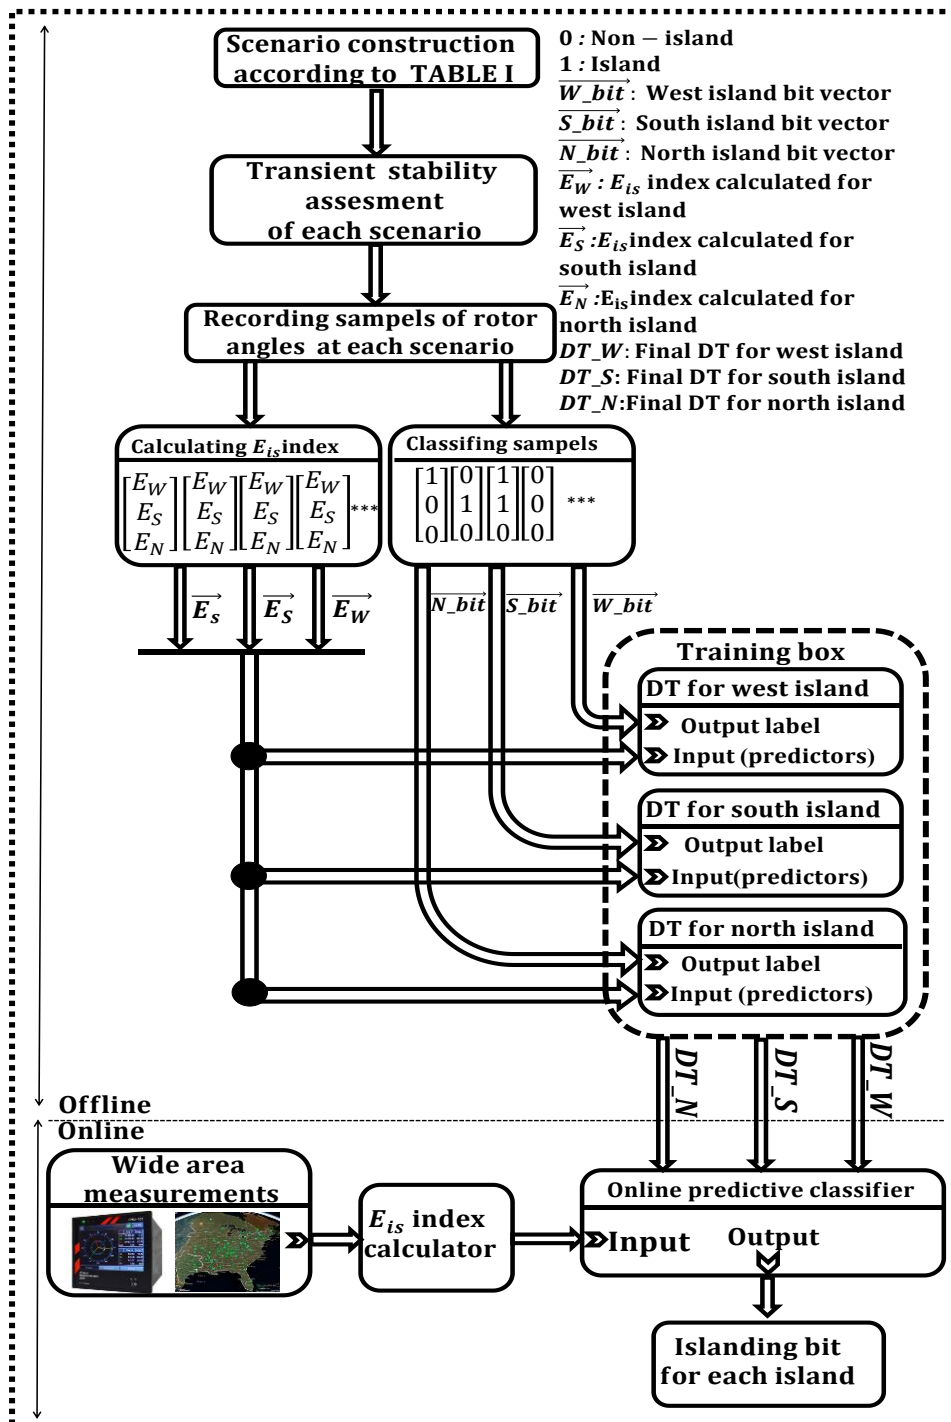 Scenario construction
according to TABLE I
0 : Non − island
1 : Island
W_bit : West island bit vector
S_bit : South island bit vector
N_bit : North island bit vector
E_W : E_is index calculated for
west island
E_S :E_is index calculated for
south island
E_N :E_is index calculated for
north island
DT_W: Final DT for west island
DT_S: Final DT for south island
DT_N:Final DT for north island
Transient stability
assesment
of each scenario
Recording sampels of rotor
angles at each scenario
Calculating E_is index
[E_W] [E_W] [E_W] [E_W]
[E_S] [E_S] [E_S] [E_S] ***
[E_N] [E_N] [E_N] [E_N]
Classifing sampels
[1] [0] [1] [0]
[0] [1] [1] [0] ***
[0] [0] [0] [0]
E_s E_S E_W
N_bit S_bit W_bit
Training box
DT for west island
Output label
Input (predictors)
DT for south island
Output label
Input(predictors)
DT for north island
Output label
Input (predictors)
DT_N DT_S DT_W
Offline
Online
Wide area
measurements
E_is index
calculator
Online predictive classifier
Input Output
Islanding bit
for each island